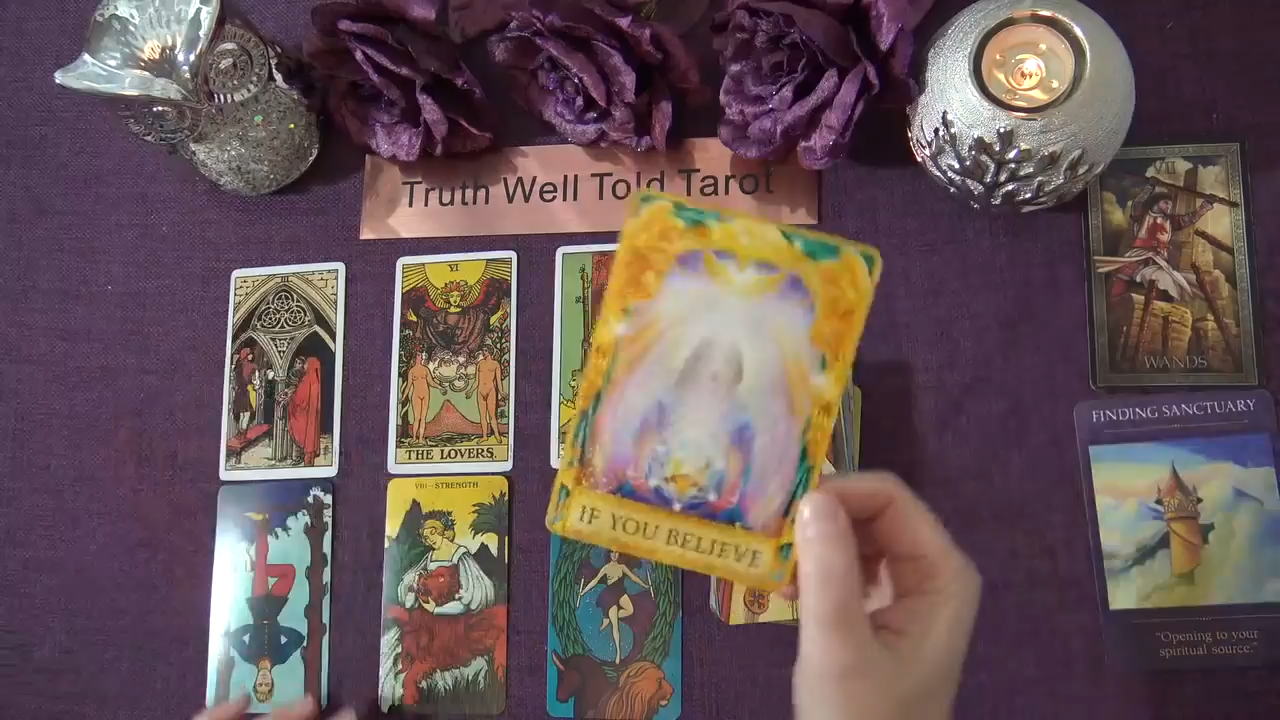 Truth Well Told Tarot
VI
THE LOVERS.
VIII-STRENGTH
IF YOU BELIEVE
VII
WANDS
FINDING SANCTUARY
"Opening to your
spiritual source."